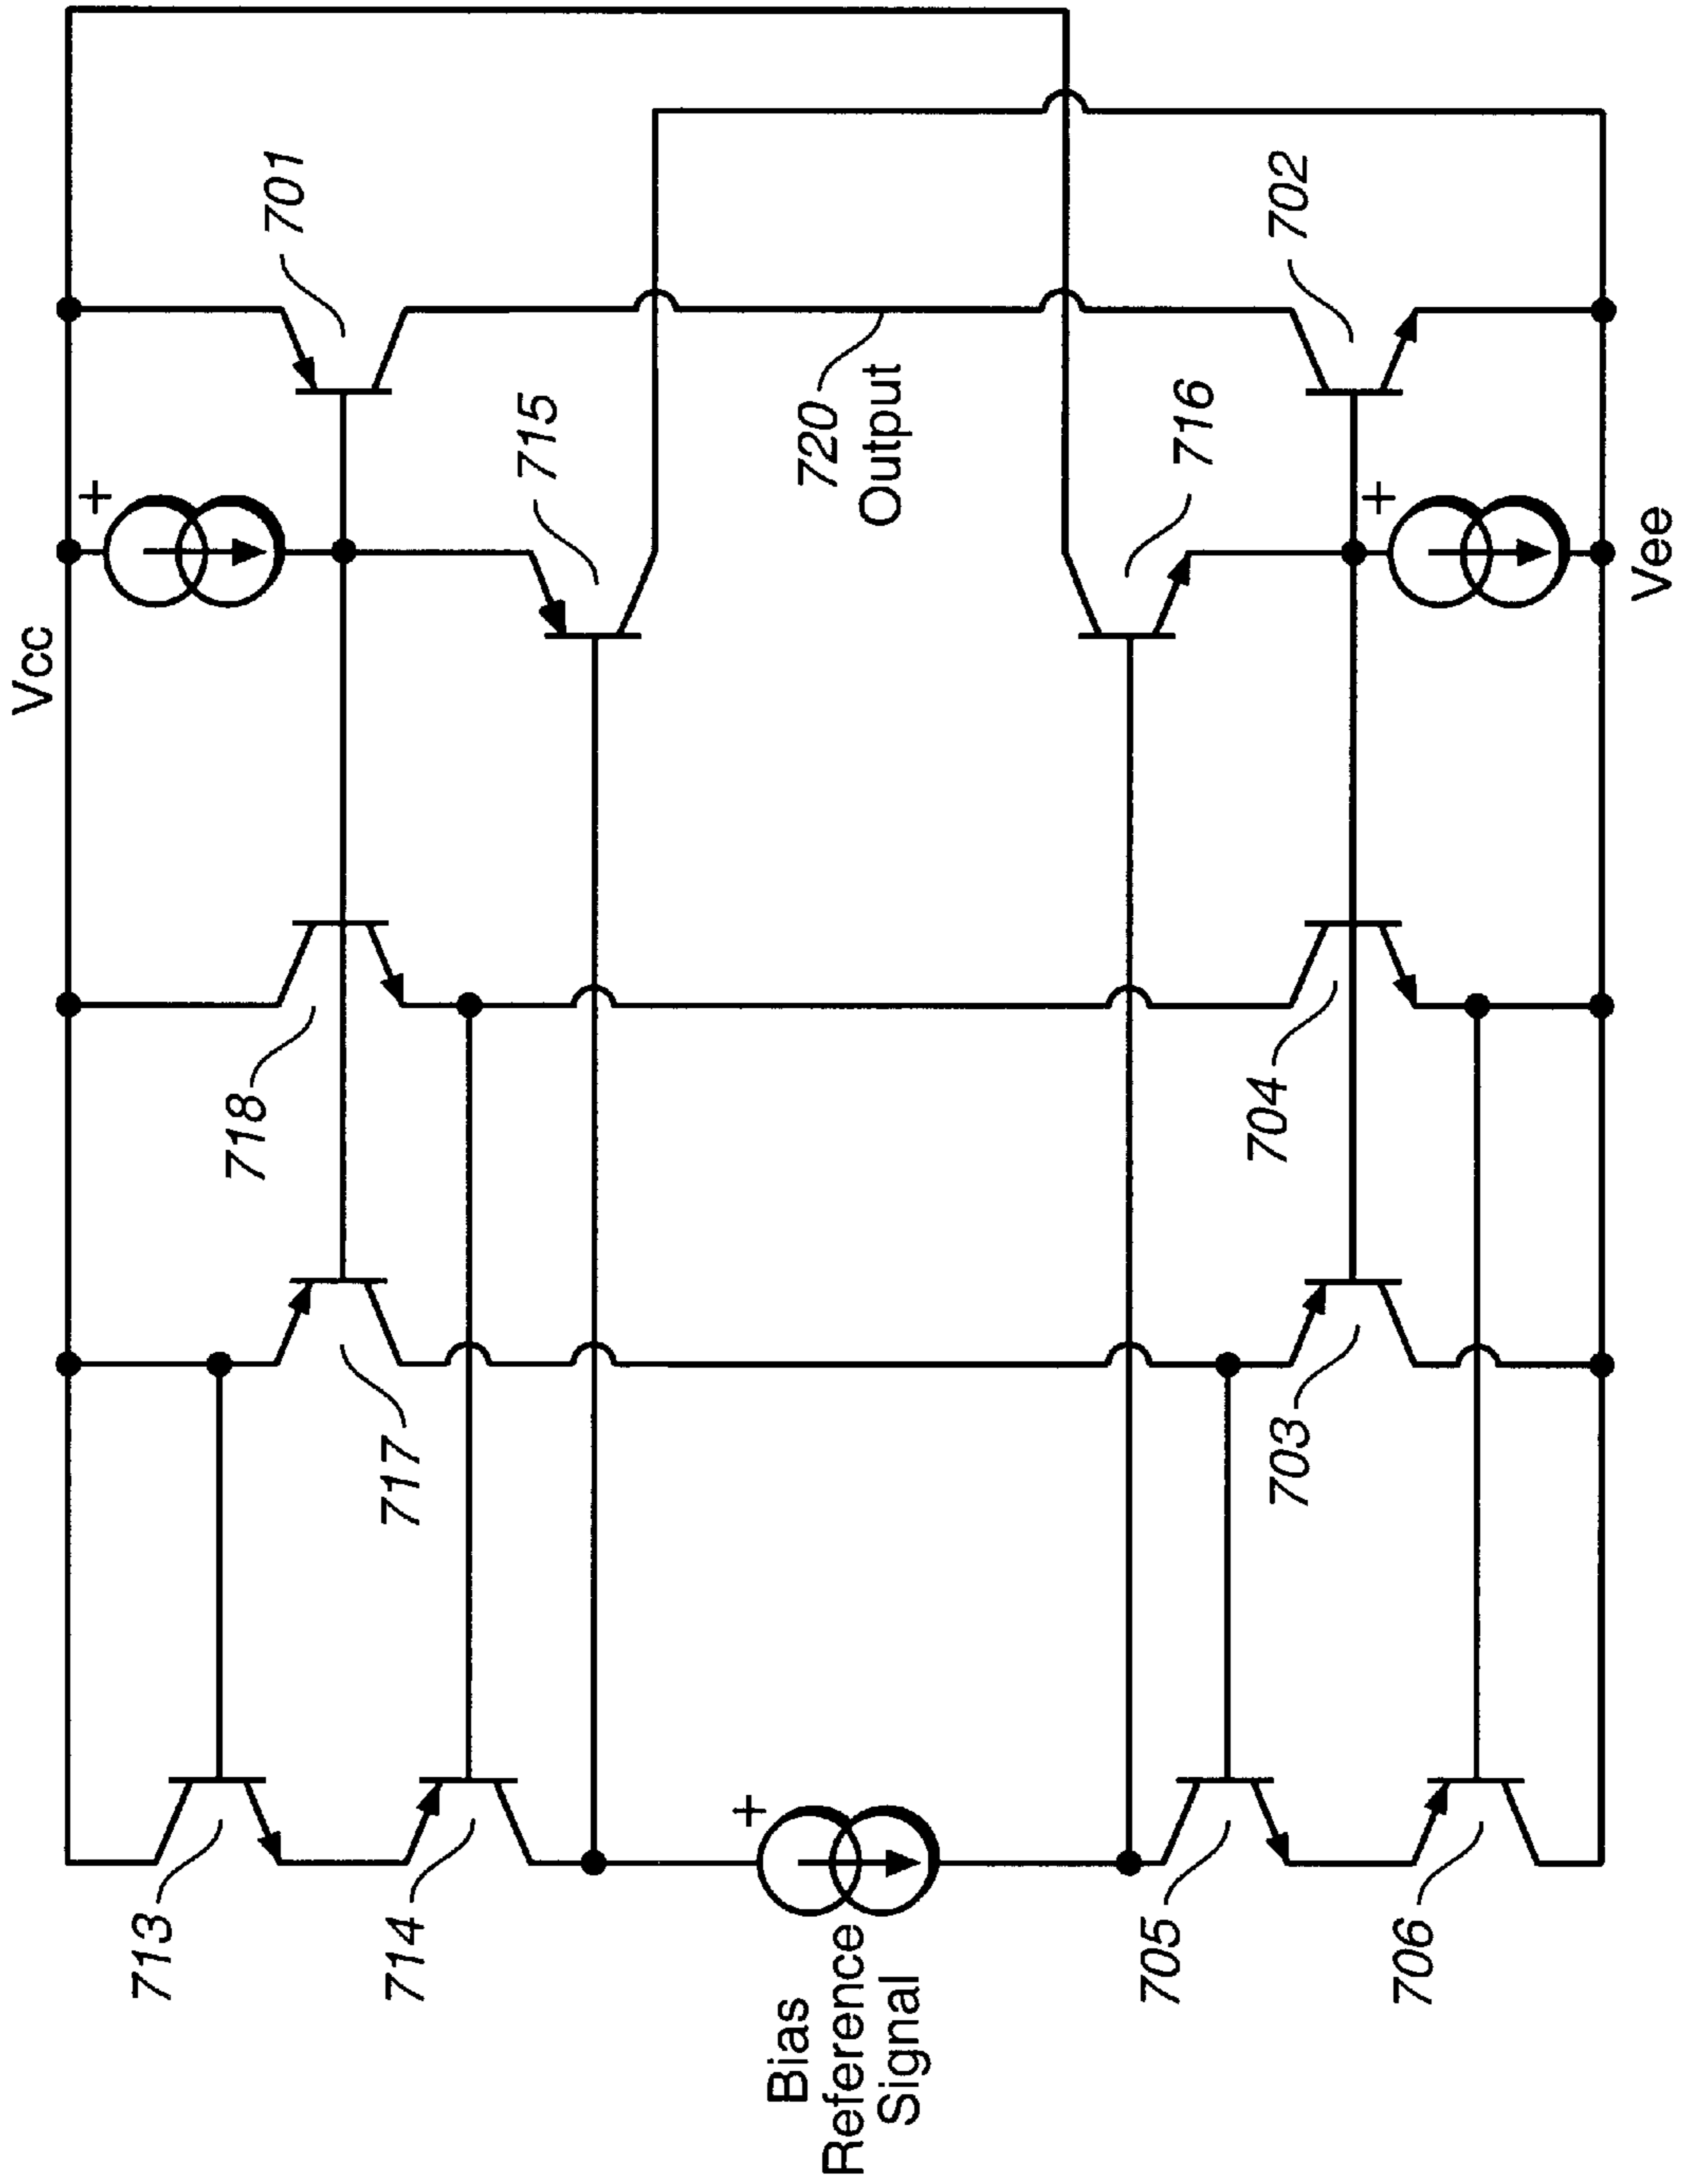 Vcc
+
713
718
701
714
717
715
+
Bias
Reference
Signal
720
Output
705
716
704
703
702
+
706
Vee